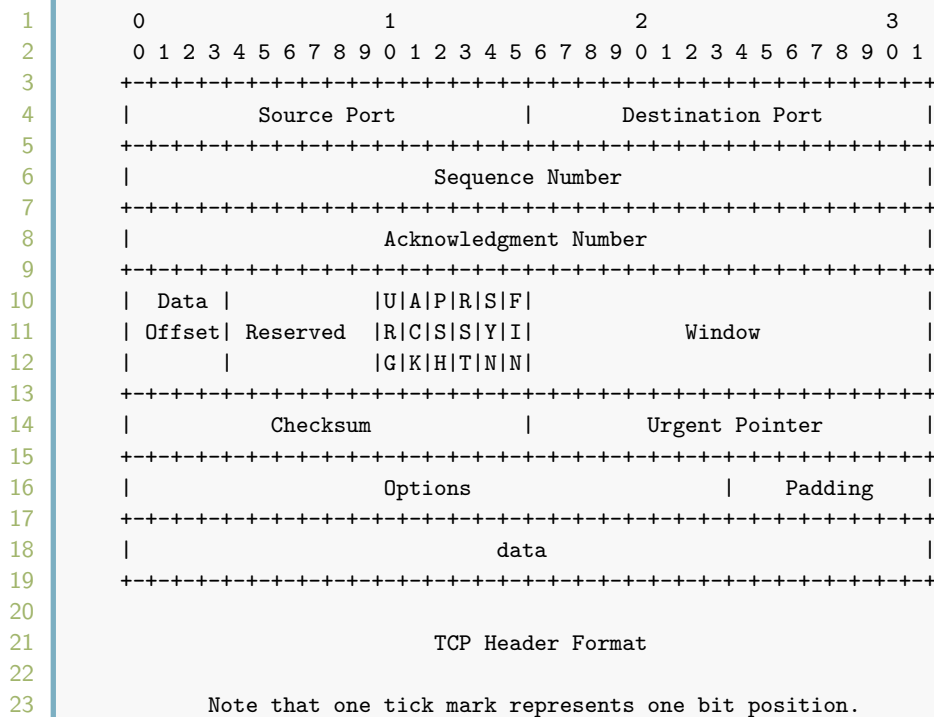 1         0                   1                   2                   3
2         0 1 2 3 4 5 6 7 8 9 0 1 2 3 4 5 6 7 8 9 0 1 2 3 4 5 6 7 8 9 0 1
3        +-+-+-+-+-+-+-+-+-+-+-+-+-+-+-+-+-+-+-+-+-+-+-+-+-+-+-+-+-+-+-+-+
4        |          Source Port          |       Destination Port        |
5        +-+-+-+-+-+-+-+-+-+-+-+-+-+-+-+-+-+-+-+-+-+-+-+-+-+-+-+-+-+-+-+-+
6        |                        Sequence Number                        |
7        +-+-+-+-+-+-+-+-+-+-+-+-+-+-+-+-+-+-+-+-+-+-+-+-+-+-+-+-+-+-+-+-+
8        |                    Acknowledgment Number                      |
9        +-+-+-+-+-+-+-+-+-+-+-+-+-+-+-+-+-+-+-+-+-+-+-+-+-+-+-+-+-+-+-+-+
10       |  Data |           |U|A|P|R|S|F|                               |
11       | Offset| Reserved  |R|C|S|S|Y|I|            Window             |
12       |       |           |G|K|H|T|N|N|                               |
13       +-+-+-+-+-+-+-+-+-+-+-+-+-+-+-+-+-+-+-+-+-+-+-+-+-+-+-+-+-+-+-+-+
14       |           Checksum            |         Urgent Pointer        |
15       +-+-+-+-+-+-+-+-+-+-+-+-+-+-+-+-+-+-+-+-+-+-+-+-+-+-+-+-+-+-+-+-+
16       |                    Options                    |    Padding    |
17       +-+-+-+-+-+-+-+-+-+-+-+-+-+-+-+-+-+-+-+-+-+-+-+-+-+-+-+-+-+-+-+-+
18       |                             data                              |
19       +-+-+-+-+-+-+-+-+-+-+-+-+-+-+-+-+-+-+-+-+-+-+-+-+-+-+-+-+-+-+-+-+
20
21                                TCP Header Format
22
23              Note that one tick mark represents one bit position.